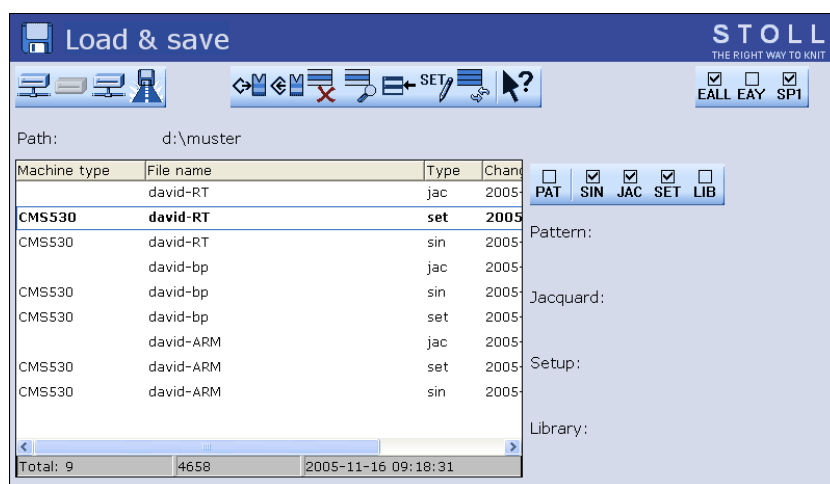 Load & save
STOLL
THE RIGHT WAY TO KNIT
SET
?
EALL EAY SP1
Path: d:\muster
Machine type File name Type Chang
david-RT jac 2005-
CMS530 david-RT set 2005
CMS530 david-RT sin 2005-
david-bp jac 2005-
CMS530 david-bp sin 2005-
CMS530 david-bp set 2005-
david-ARM jac 2005-
CMS530 david-ARM set 2005-
CMS530 david-ARM sin 2005-
Total: 9 4658 2005-11-16 09:18:31
PAT SIN JAC SET LIB
Pattern:
Jacquard:
Setup:
Library: